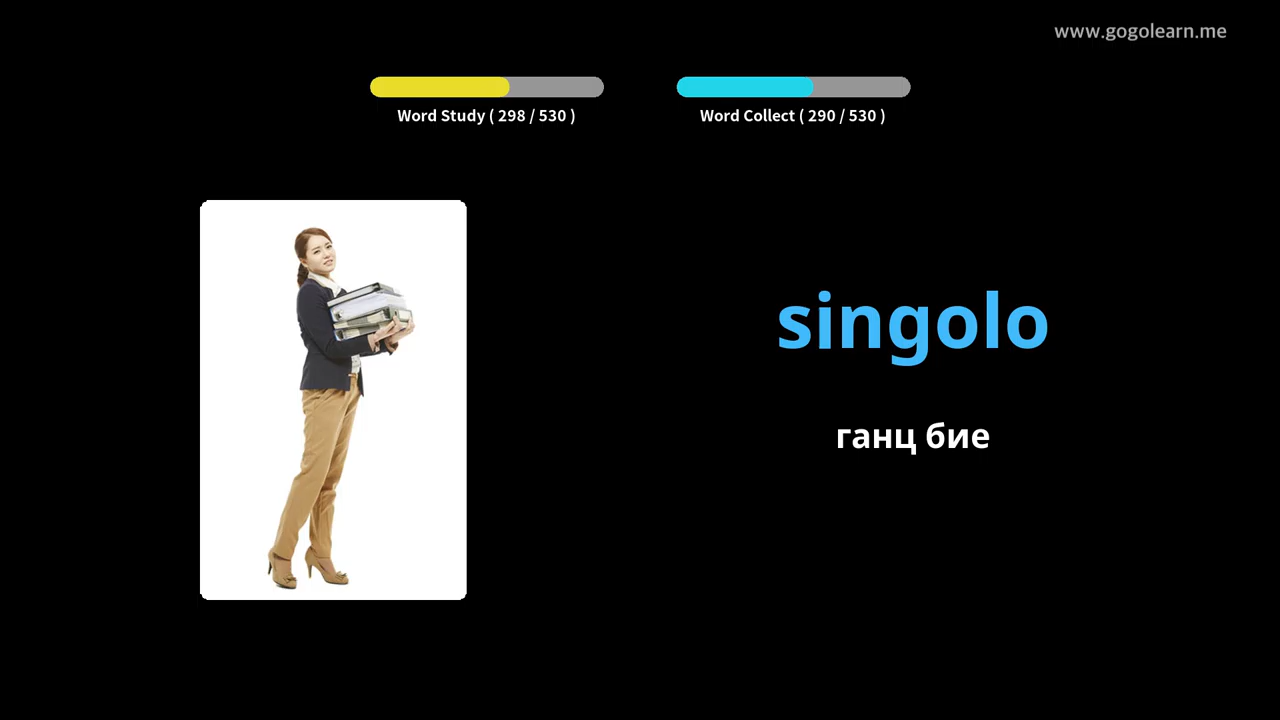 www.gogolearn.me
Word Study ( 298 / 530 )
Word Collect ( 290 / 530 )
singolo
ганц бие